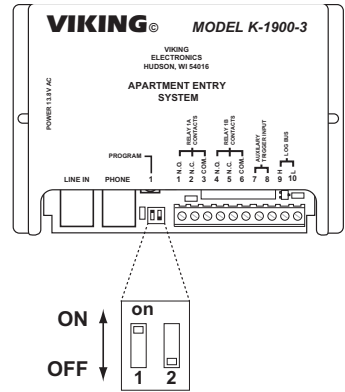 VIKING© MODEL K-1900-3
VIKING
ELECTRONICS
HUDSON, WI 54016
APARTMENT ENTRY
SYSTEM
POWER 13.8V AC
PROGRAM
RELAY 1A
CONTACTS
RELAY 1B
CONTACTS
AUXILIARY
TRIGGER INPUT
LOG BUS
LINE IN
PHONE
1 N.O.
2 N.C.
3 COM.
4 N.O.
5 N.C.
6 COM.
7
8
9 H
10 L
ON
OFF
on
1 2